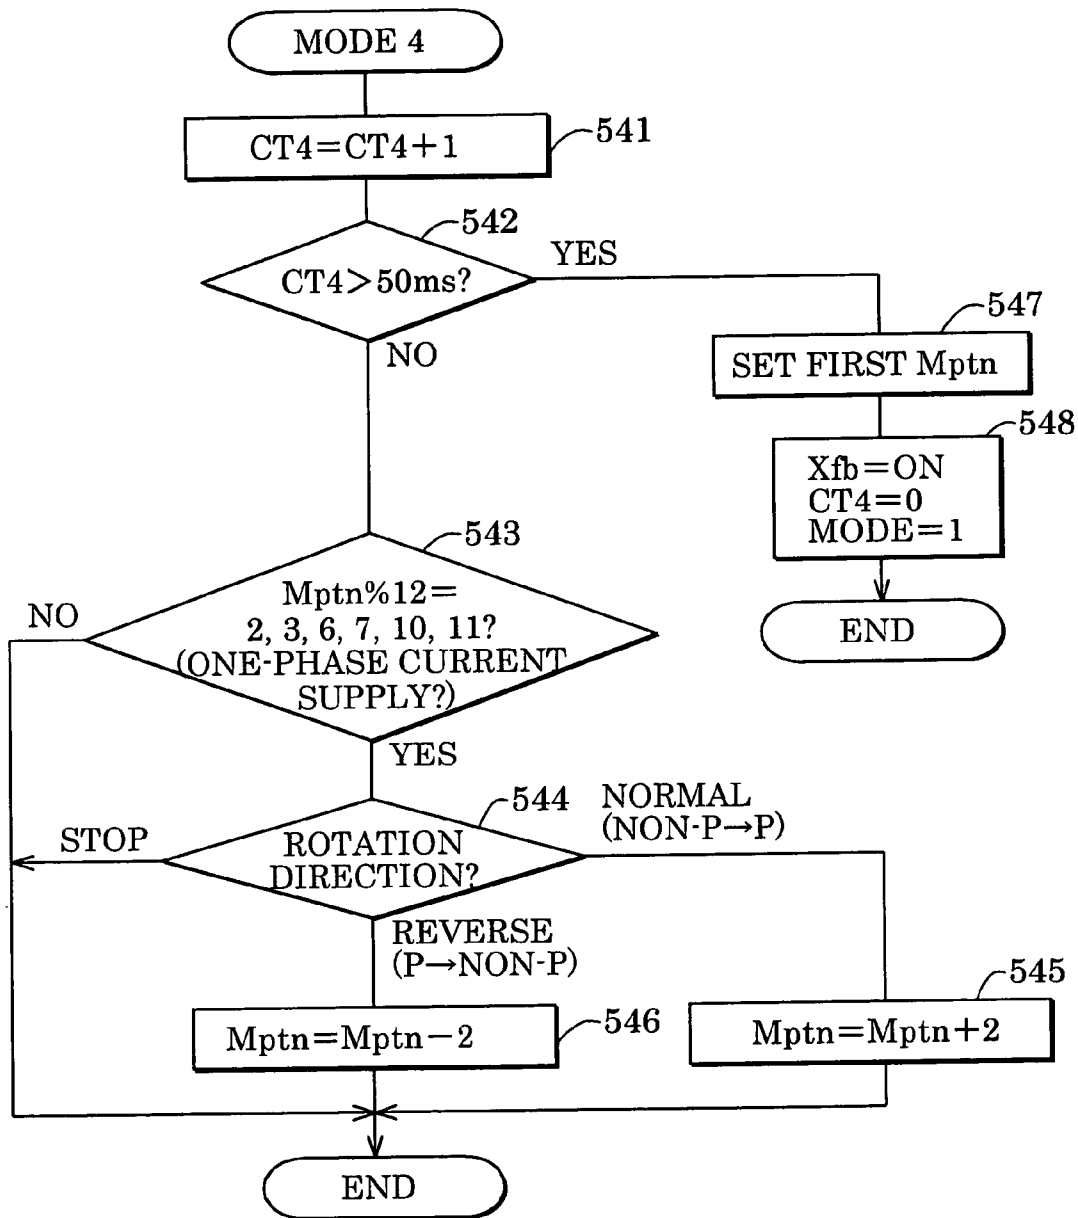 MODE 4
CT4=CT4+1
541
542
CT4>50ms?
YES
NO
547
SET FIRST Mptn
548
Xfb=ON
CT4=0
MODE=1
END
543
Mptn%12=
2, 3, 6, 7, 10, 11?
(ONE-PHASE CURRENT
SUPPLY?)
NO
YES
544
ROTATION
DIRECTION?
STOP
NORMAL
(NON-P→P)
REVERSE
(P→NON-P)
545
Mptn=Mptn+2
546
Mptn=Mptn−2
END